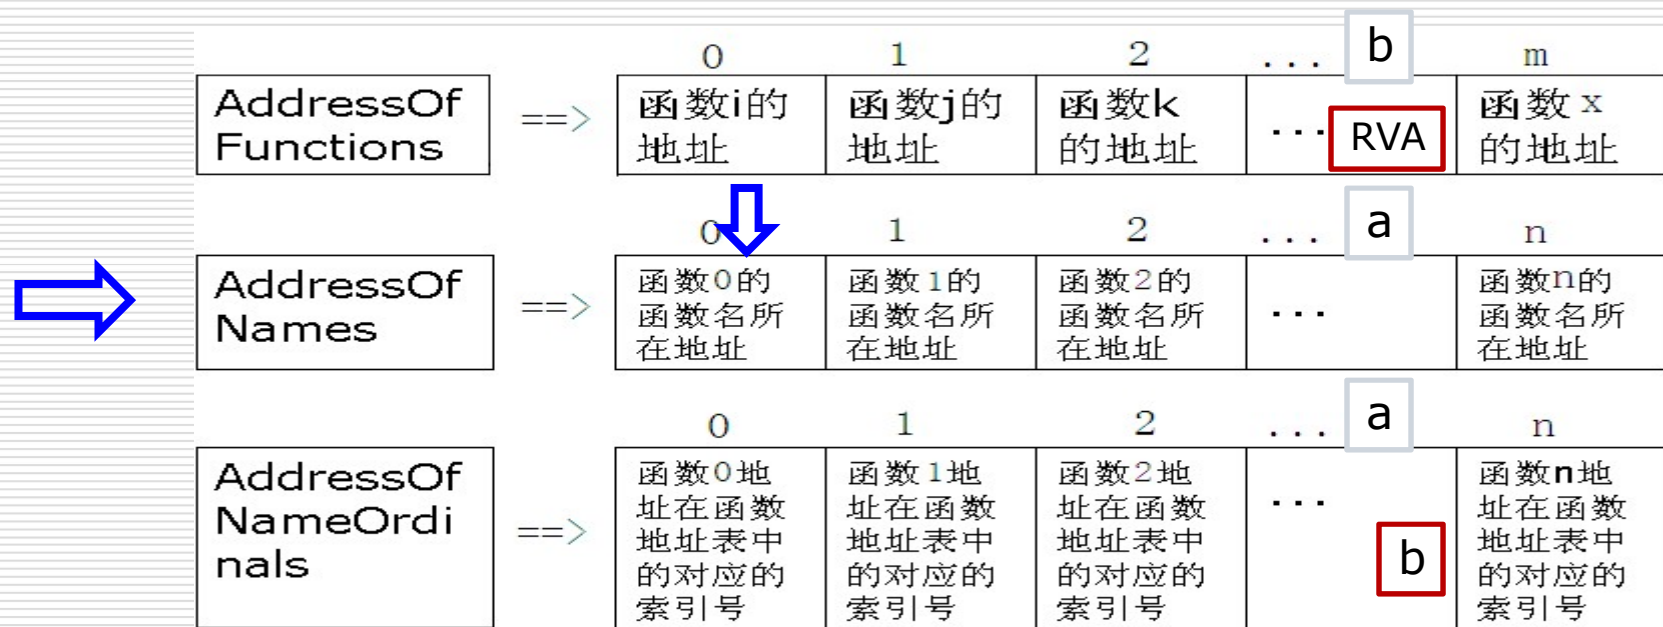 0 1 2 ... b m
AddressOf
Functions
==>
函数i的
地址
函数j的
地址
函数k
的地址
...
RVA
函数x
的地址
0 1 2 ... a n
AddressOf
Names
==>
函数0的
函数名所
在地址
函数1的
函数名所
在地址
函数2的
函数名所
在地址
...
函数n的
函数名所
在地址
0 1 2 ... a n
AddressOf
NameOrdi
nals
==>
函数0地
址在函数
地址表中
的对应的
索引号
函数1地
址在函数
地址表中
的对应的
索引号
函数2地
址在函数
地址表中
的对应的
索引号
...
b
函数n地
址在函数
地址表中
的对应的
索引号